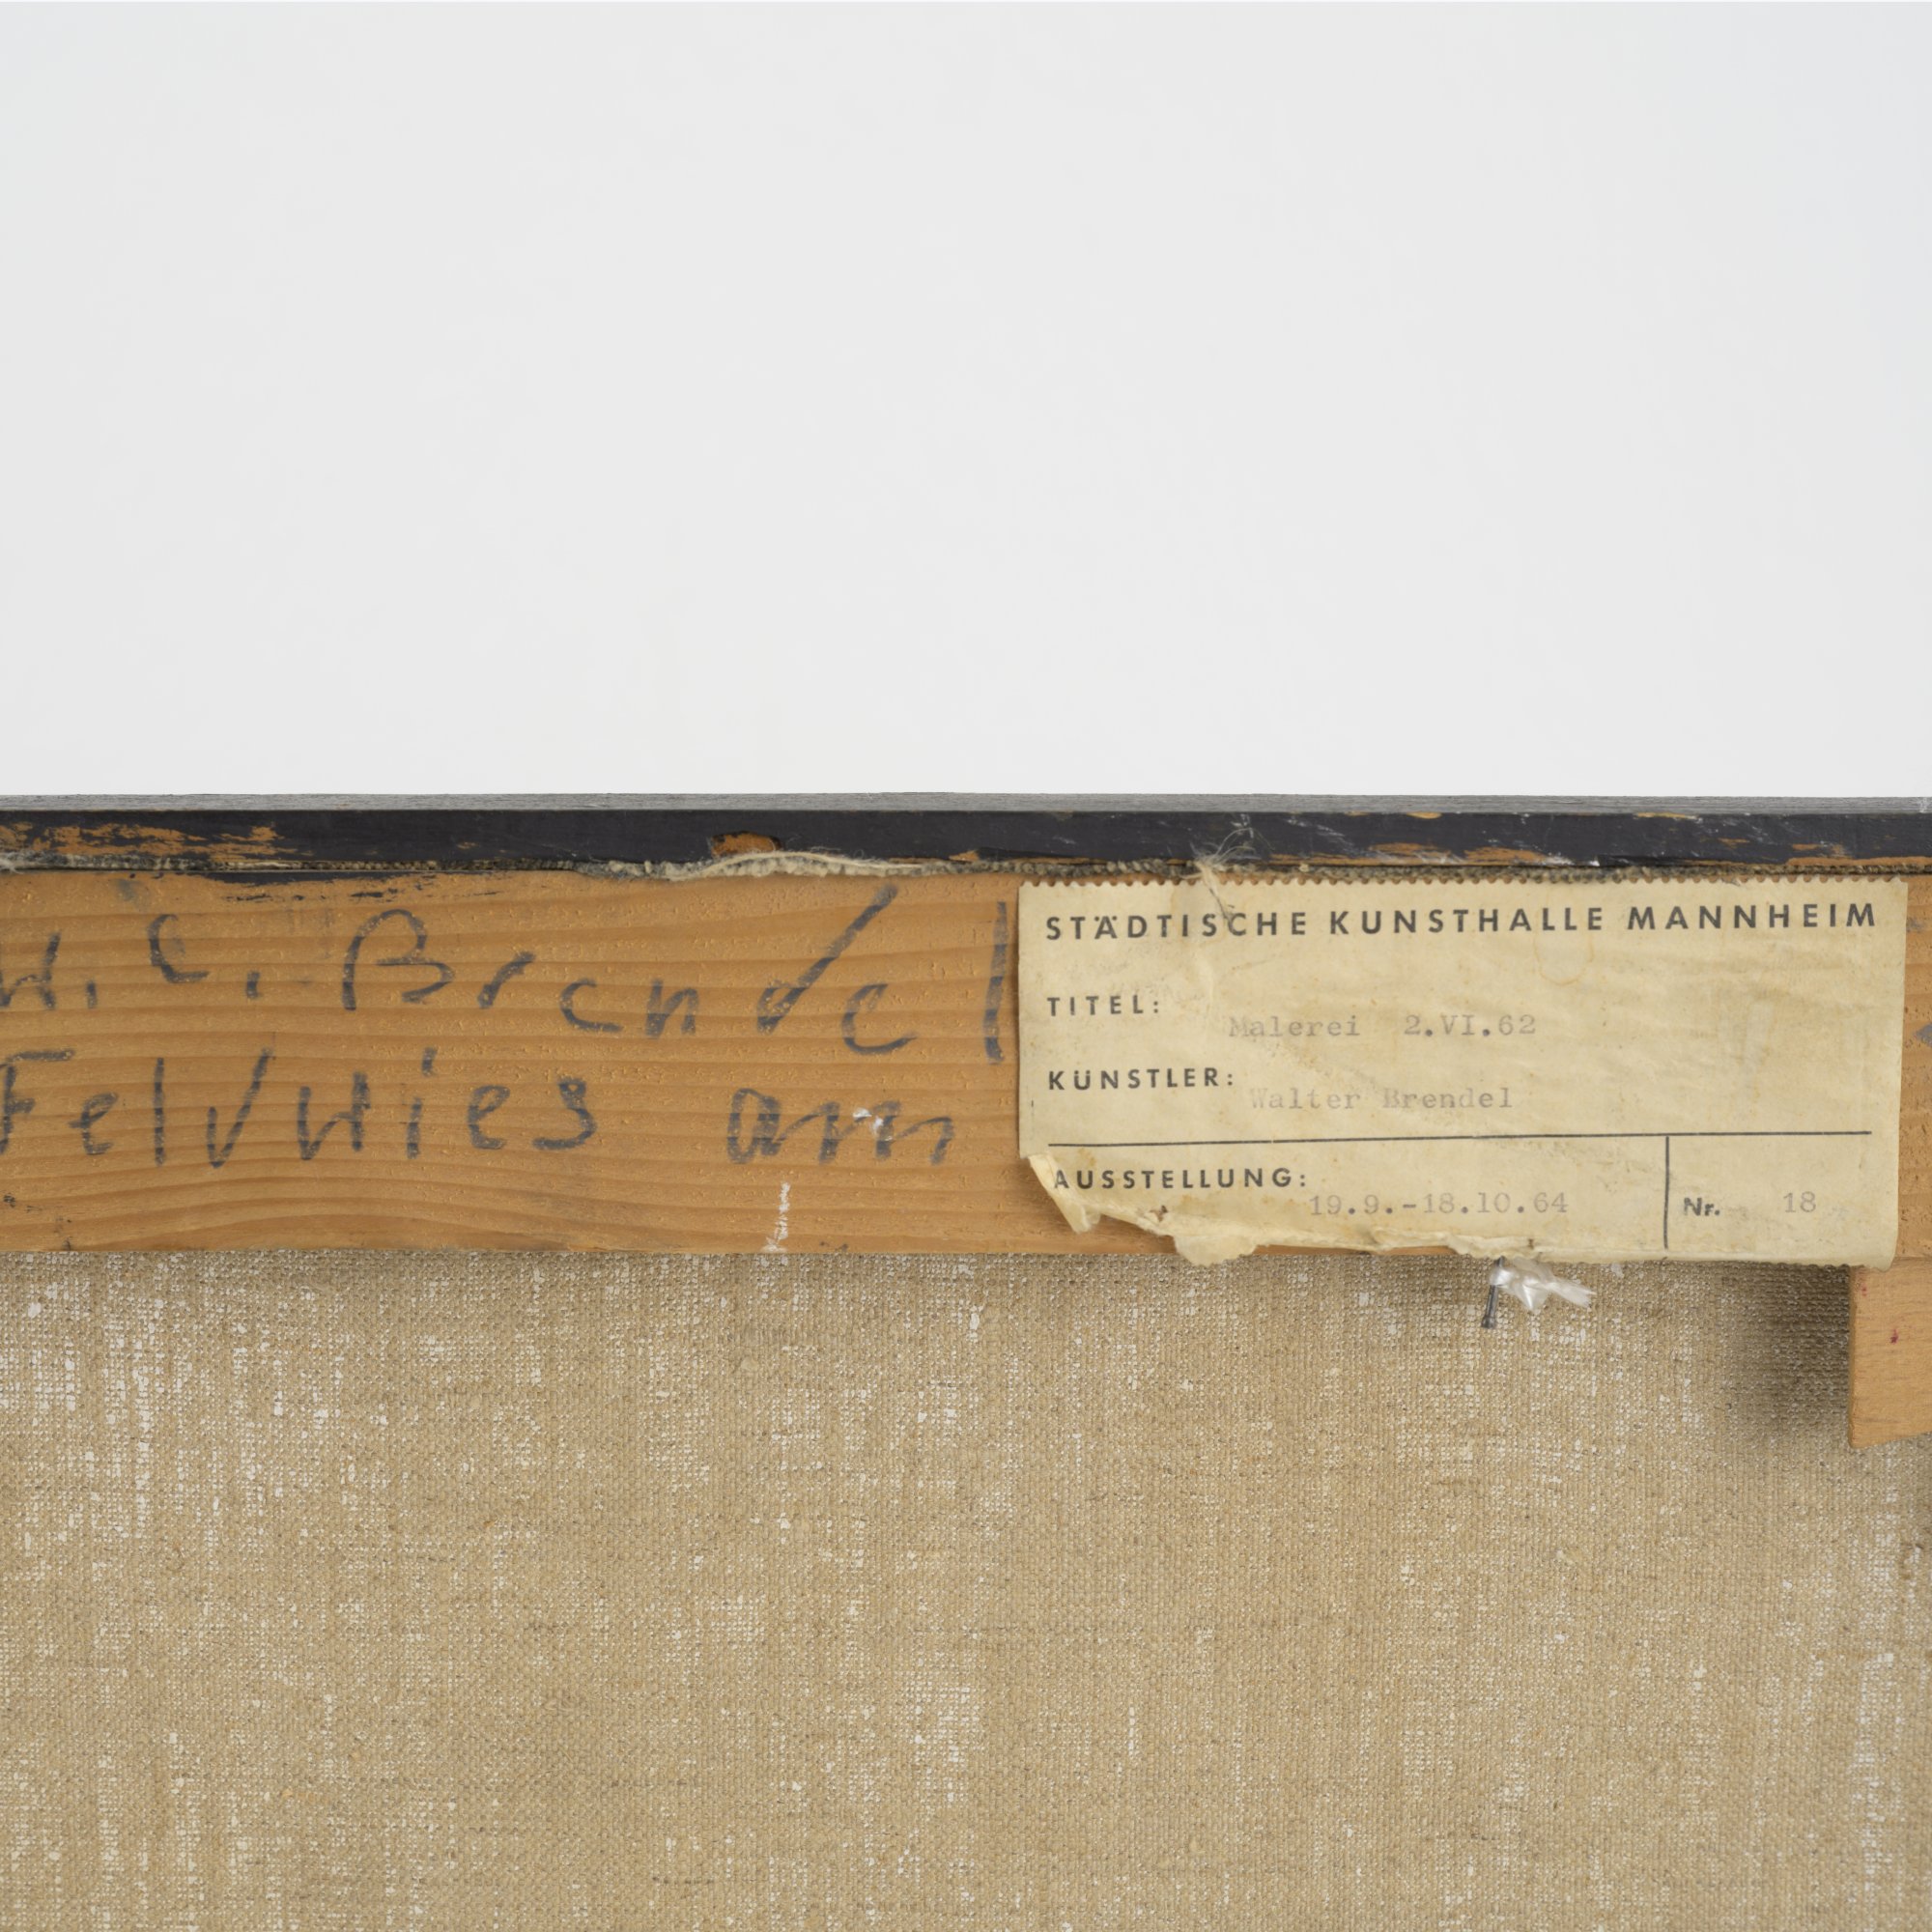 W. C. Brendel
Feldwies am
STÄDTISCHE KUNSTHALLE MANNHEIM
TITEL: Malerei 2.VI.62
KÜNSTLER: Walter Brendel
AUSSTELLUNG: 19.9.-18.10.64
Nr. 18